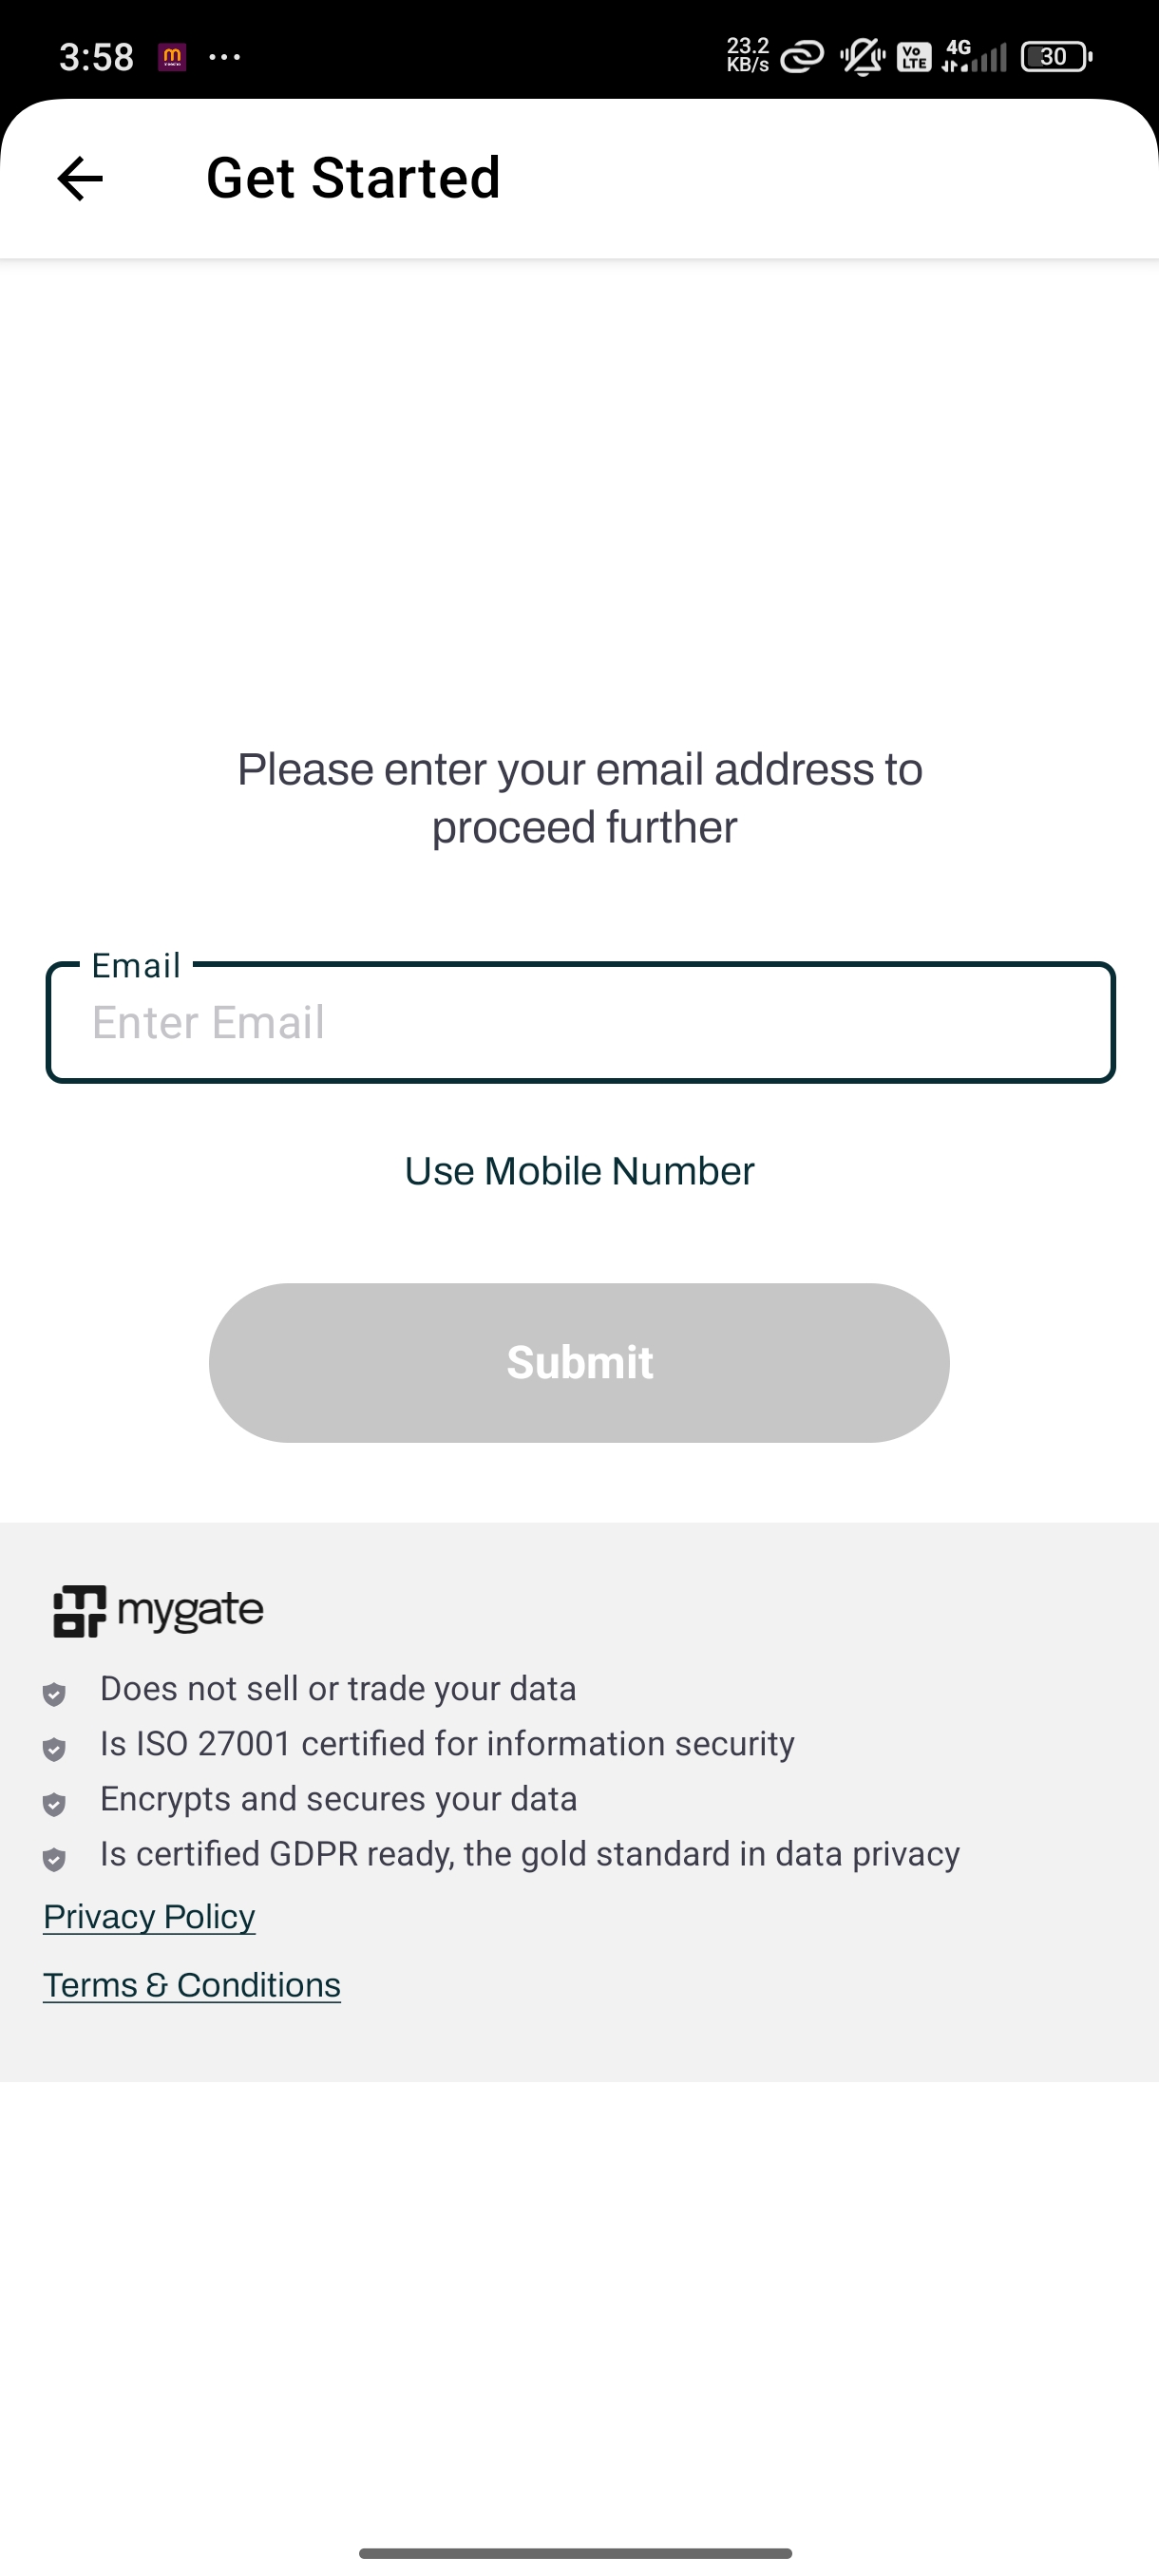 3:58
23.2
KB/s
Vo
LTE
4G
30
Get Started
Please enter your email address to
proceed further
Email
Enter Email
Use Mobile Number
Submit
mygate
Does not sell or trade your data
Is ISO 27001 certified for information security
Encrypts and secures your data
Is certified GDPR ready, the gold standard in data privacy
Privacy Policy
Terms & Conditions